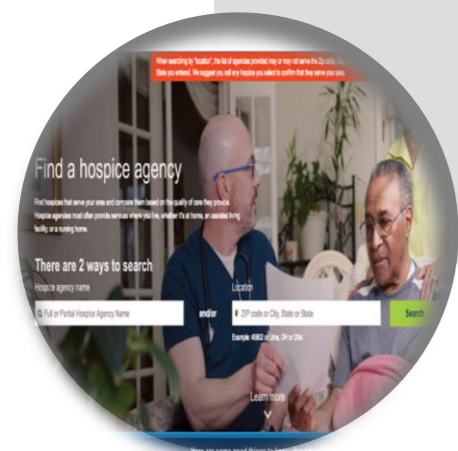 When searching by "location", the list of agencies provided may or may not serve the Zip code, City
State you entered. We suggest you call any hospice you select to confirm that they serve your area.
Find a hospice agency
Find hospices that serve your area and compare them based on the quality of care they provide.
Hospice agencies must often provide services where you live, whether it's at home, an assisted living
facility, or a nursing home.
There are 2 ways to search
Hospice agency name
Location
Full or Partial Hospice Agency Name
and/or
ZIP code or City, State or State
Search
Example: 45802 or Lima, OH or Ohio.
Learn more